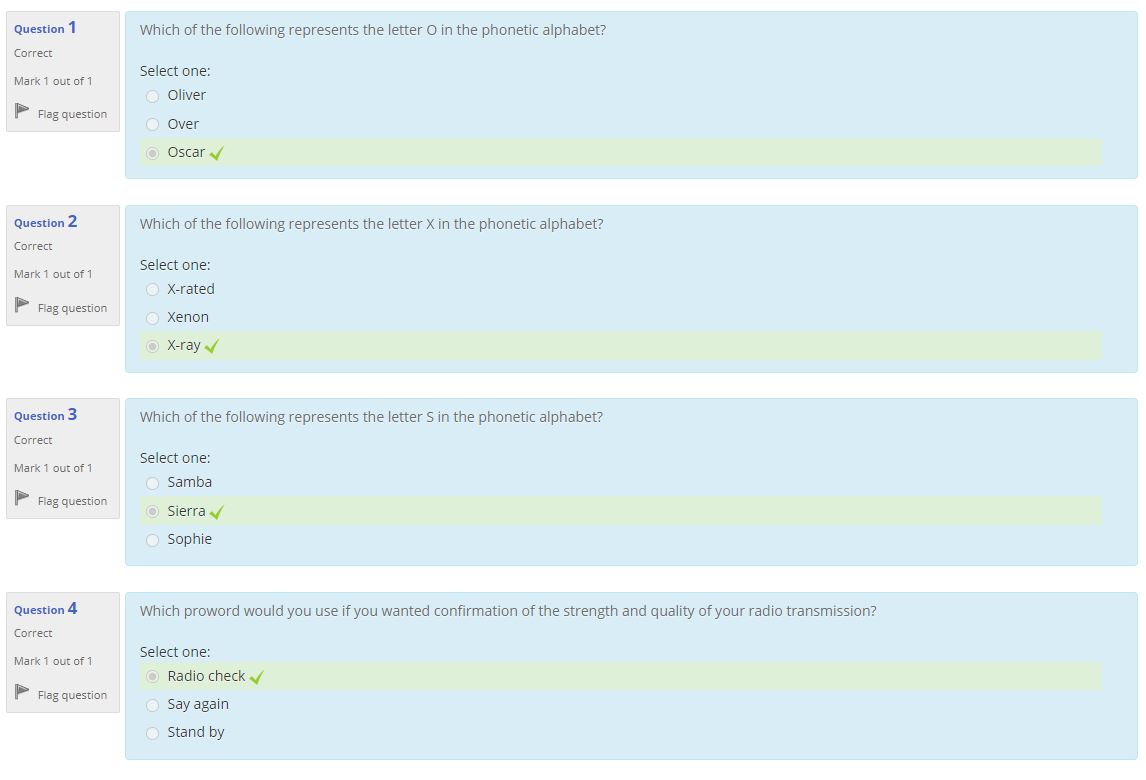 Question 1
Correct
Mark 1 out of 1
Flag question
Which of the following represents the letter O in the phonetic alphabet?
Select one:
Oliver
Over
Oscar
Question 2
Correct
Mark 1 out of 1
Flag question
Which of the following represents the letter X in the phonetic alphabet?
Select one:
X-rated
Xenon
X-ray
Question 3
Correct
Mark 1 out of 1
Flag question
Which of the following represents the letter S in the phonetic alphabet?
Select one:
Samba
Sierra
Sophie
Question 4
Correct
Mark 1 out of 1
Flag question
Which proword would you use if you wanted confirmation of the strength and quality of your radio transmission?
Select one:
Radio check
Say again
Stand by